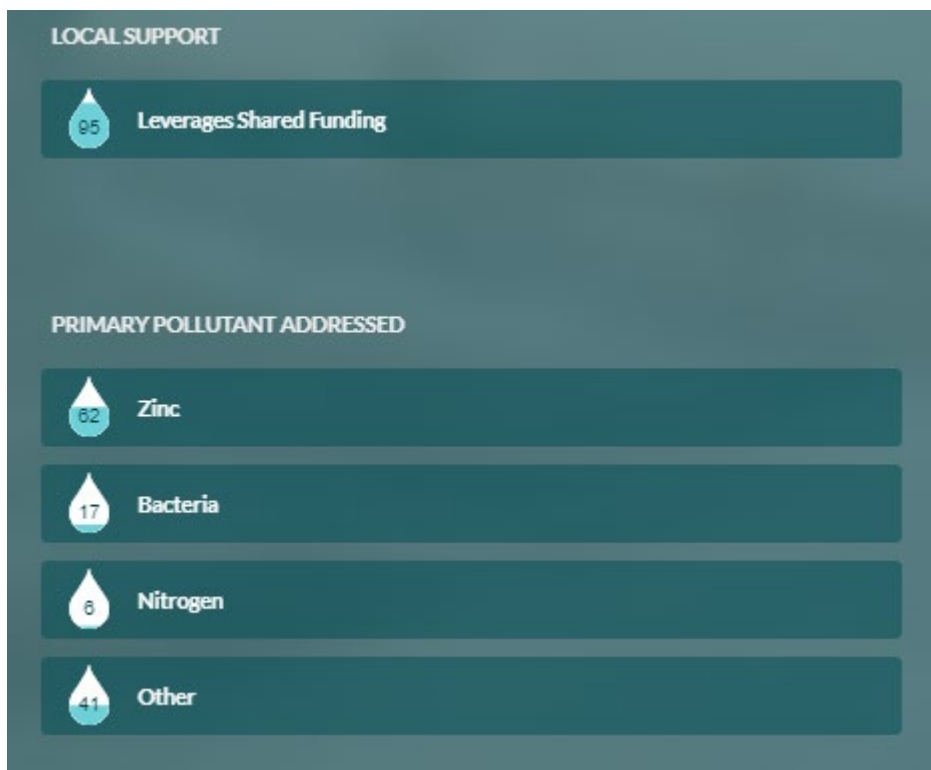 LOCAL SUPPORT
95 Leverages Shared Funding
PRIMARY POLLUTANT ADDRESSED
62 Zinc
17 Bacteria
6 Nitrogen
41 Other